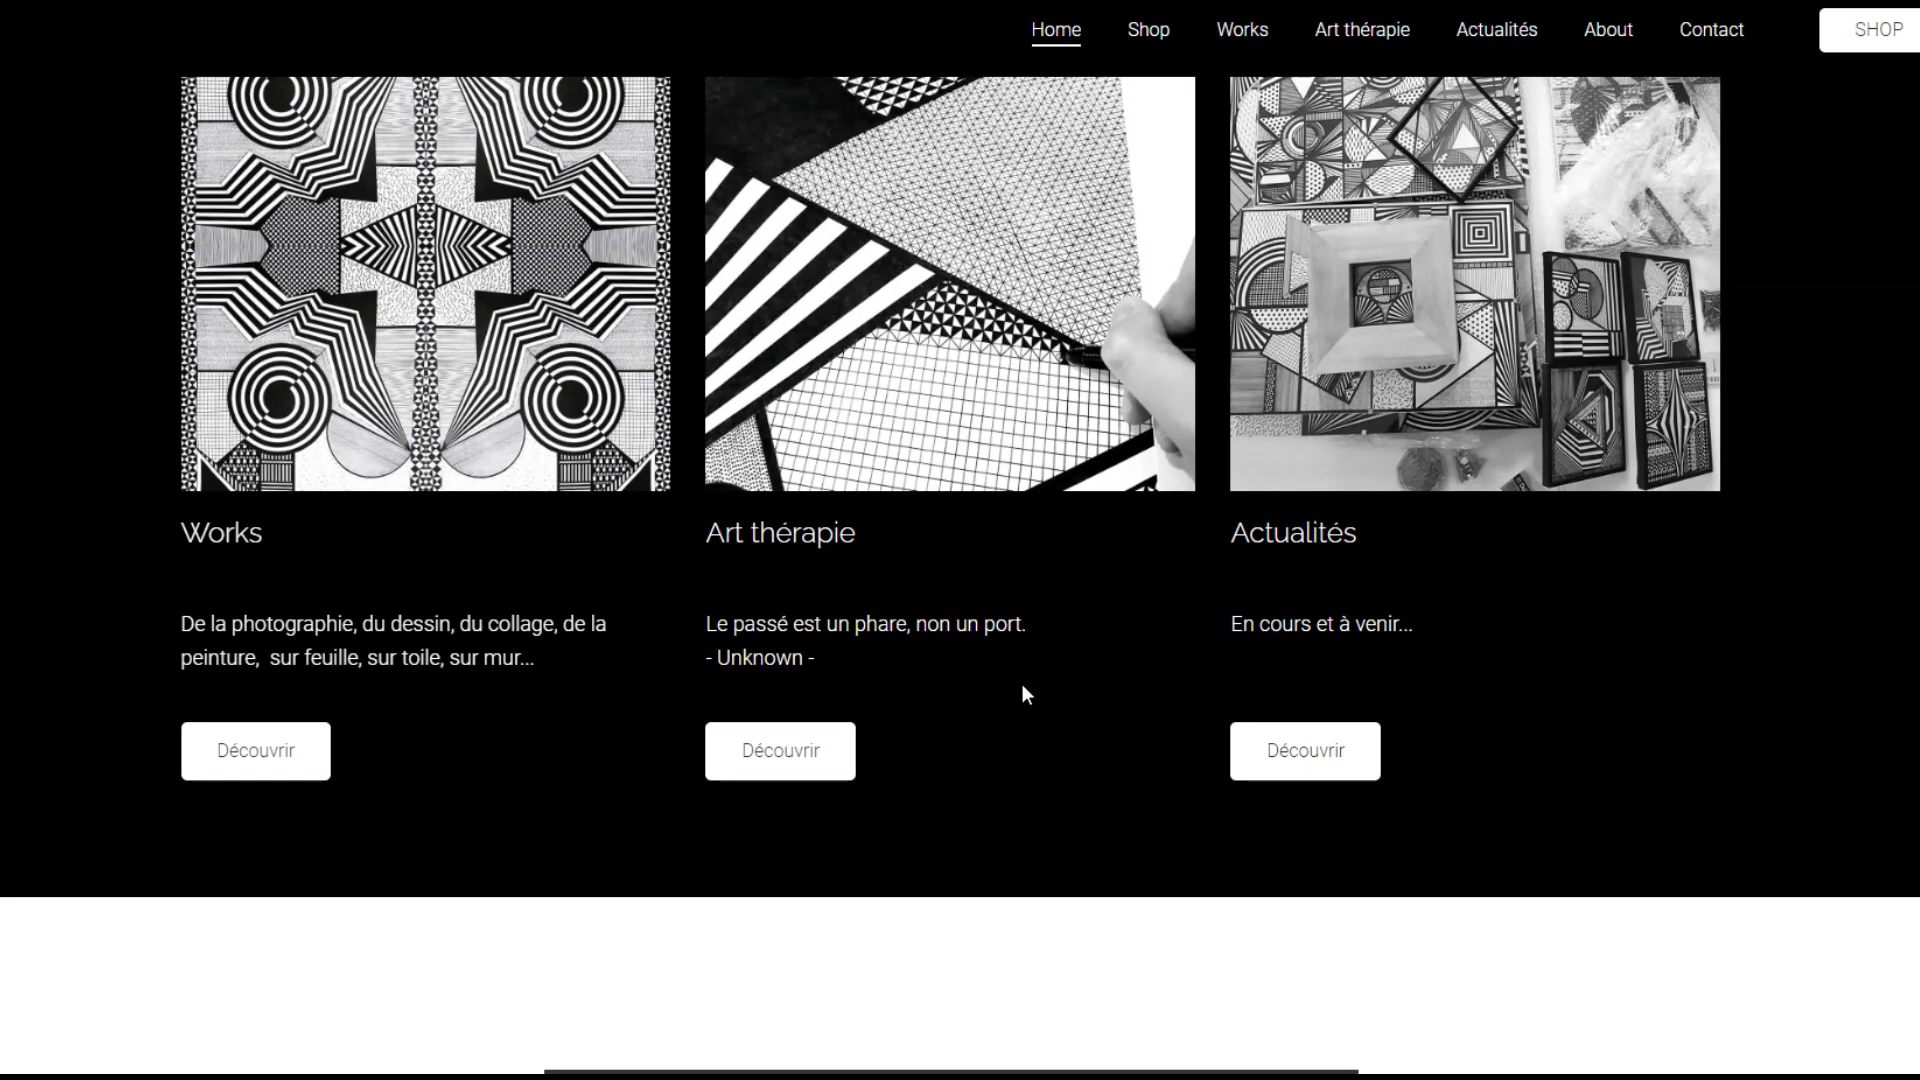 Home Shop Works Art thérapie Actualités About Contact SHOP
Works
De la photographie, du dessin, du collage, de la
peinture,  sur feuille, sur toile, sur mur...
Découvrir
Art thérapie
Le passé est un phare, non un port.
- Unknown -
Découvrir
Actualités
En cours et à venir...
Découvrir